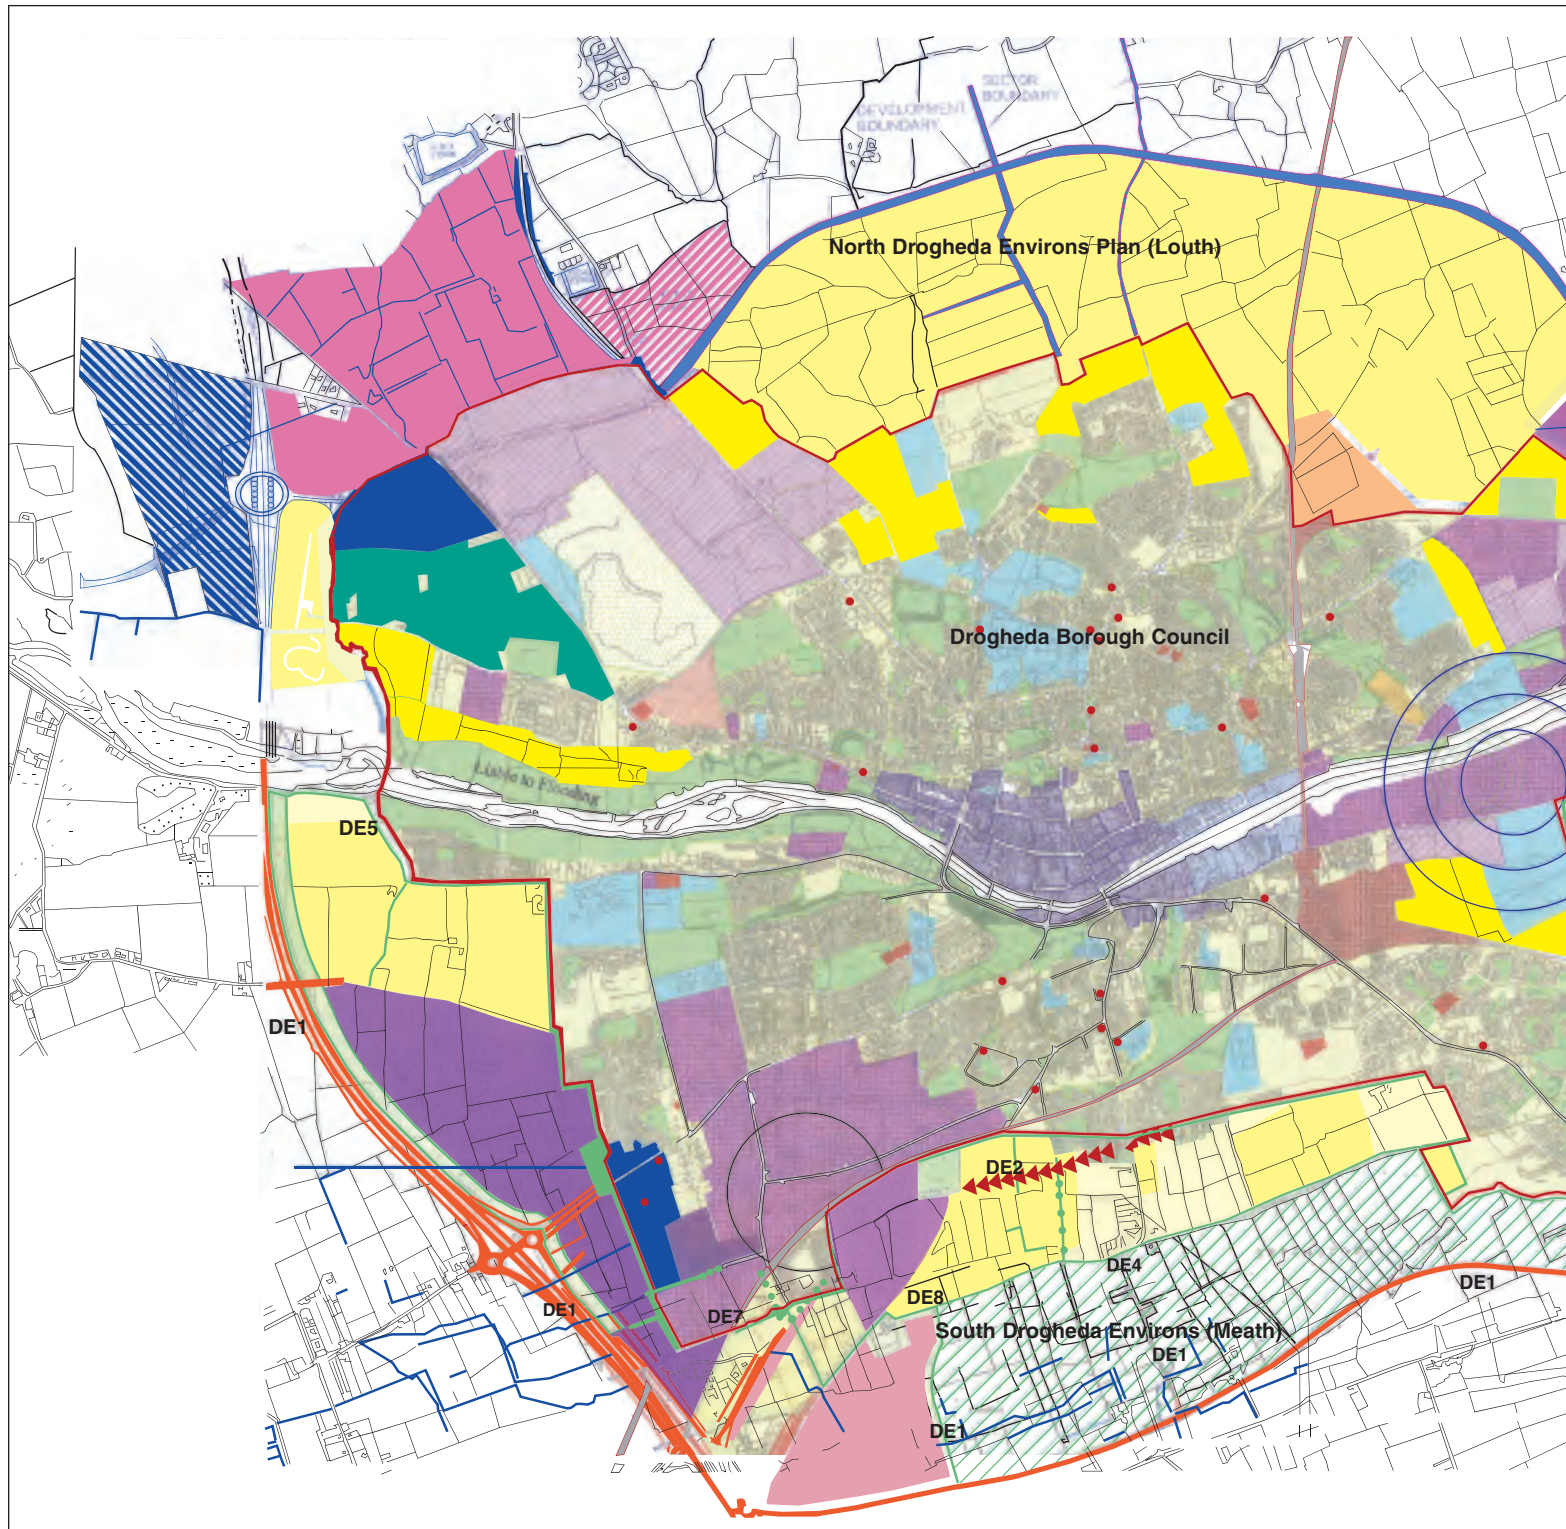 SECTOR
BOUNDARY
DEVELOPMENT
BOUNDARY
North Drogheda Environs Plan (Louth)
Drogheda Borough Council
Liable to Flooding
DE5
DE1
DE2
DE4
DE1
DE8
DE1
DE7
South Drogheda Environs (Meath)
DE1
DE1